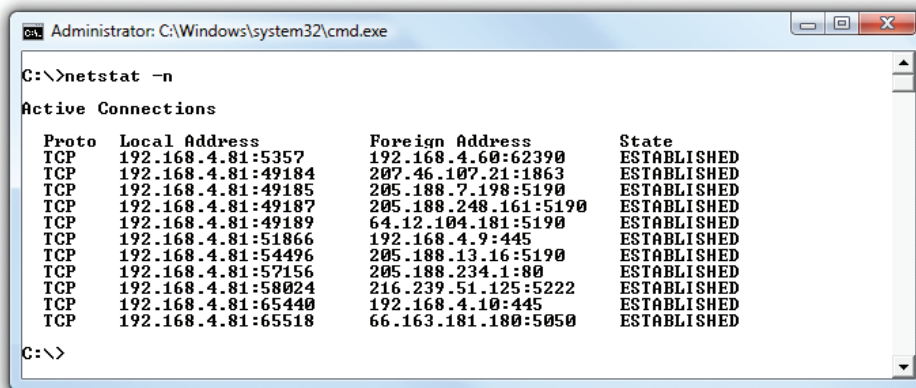 Administrator: C:\Windows\system32\cmd.exe
C:\>netstat -n
Active Connections
Proto Local Address Foreign Address State
TCP 192.168.4.81:5357 192.168.4.60:62390 ESTABLISHED
TCP 192.168.4.81:49184 207.46.107.21:1863 ESTABLISHED
TCP 192.168.4.81:49185 205.188.7.198:5190 ESTABLISHED
TCP 192.168.4.81:49187 205.188.248.161:5190 ESTABLISHED
TCP 192.168.4.81:49189 64.12.104.181:5190 ESTABLISHED
TCP 192.168.4.81:51866 192.168.4.9:445 ESTABLISHED
TCP 192.168.4.81:54496 205.188.13.16:5190 ESTABLISHED
TCP 192.168.4.81:57156 205.188.234.1:80 ESTABLISHED
TCP 192.168.4.81:58024 216.239.51.125:5222 ESTABLISHED
TCP 192.168.4.81:65440 192.168.4.10:445 ESTABLISHED
TCP 192.168.4.81:65518 66.163.181.180:5050 ESTABLISHED
C:\>